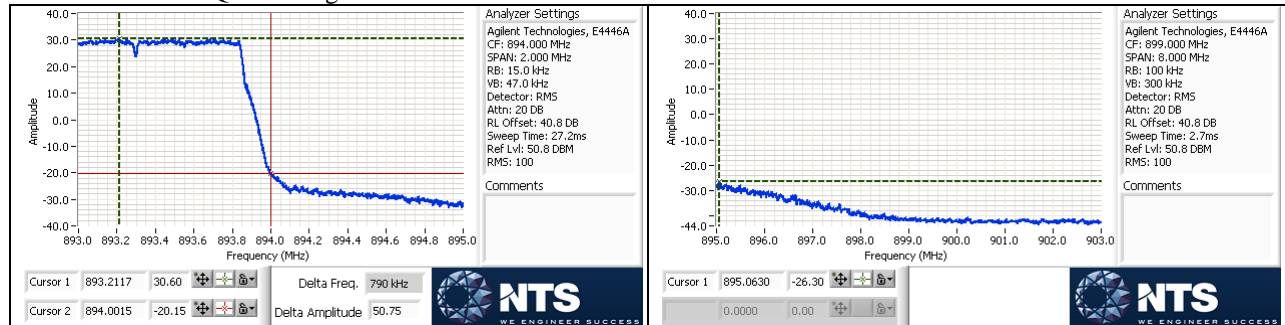 40.0
30.0
20.0
10.0
0.0
-10.0
-20.0
-30.0
-40.0
Amplitude
893.0 893.2 893.4 893.6 893.8 894.0 894.2 894.4 894.6 894.8 895.0
Frequency (MHz)
Analyzer Settings
Agilent Technologies, E4446A
CF: 894.000 MHz
SPAN: 2.000 MHz
RB: 15.0 kHz
VB: 47.0 kHz
Detector: RMS
Attn: 20 DB
RL Offset: 40.8 DB
Sweep Time: 27.2ms
Ref Lvl: 50.8 DBM
RMS: 100
Comments
Cursor 1 893.2117 30.60
Cursor 2 894.0015 -20.15
Delta Freq. 790 kHz
Delta Amplitude 50.75
NTS
WE ENGINEER SUCCESS
40.0
30.0
20.0
10.0
0.0
-10.0
-20.0
-30.0
-44.0
Amplitude
895.0 896.0 897.0 898.0 899.0 900.0 901.0 902.0 903.0
Frequency (MHz)
Analyzer Settings
Agilent Technologies, E4446A
CF: 899.000 MHz
SPAN: 8.000 MHz
RB: 100 kHz
VB: 300 kHz
Detector: RMS
Attn: 20 DB
RL Offset: 40.8 DB
Sweep Time: 2.7ms
Ref Lvl: 50.8 DBM
RMS: 100
Comments
Cursor 1 895.0630 -26.30
0.0000 0.00
NTS
WE ENGINEER SUCCESS